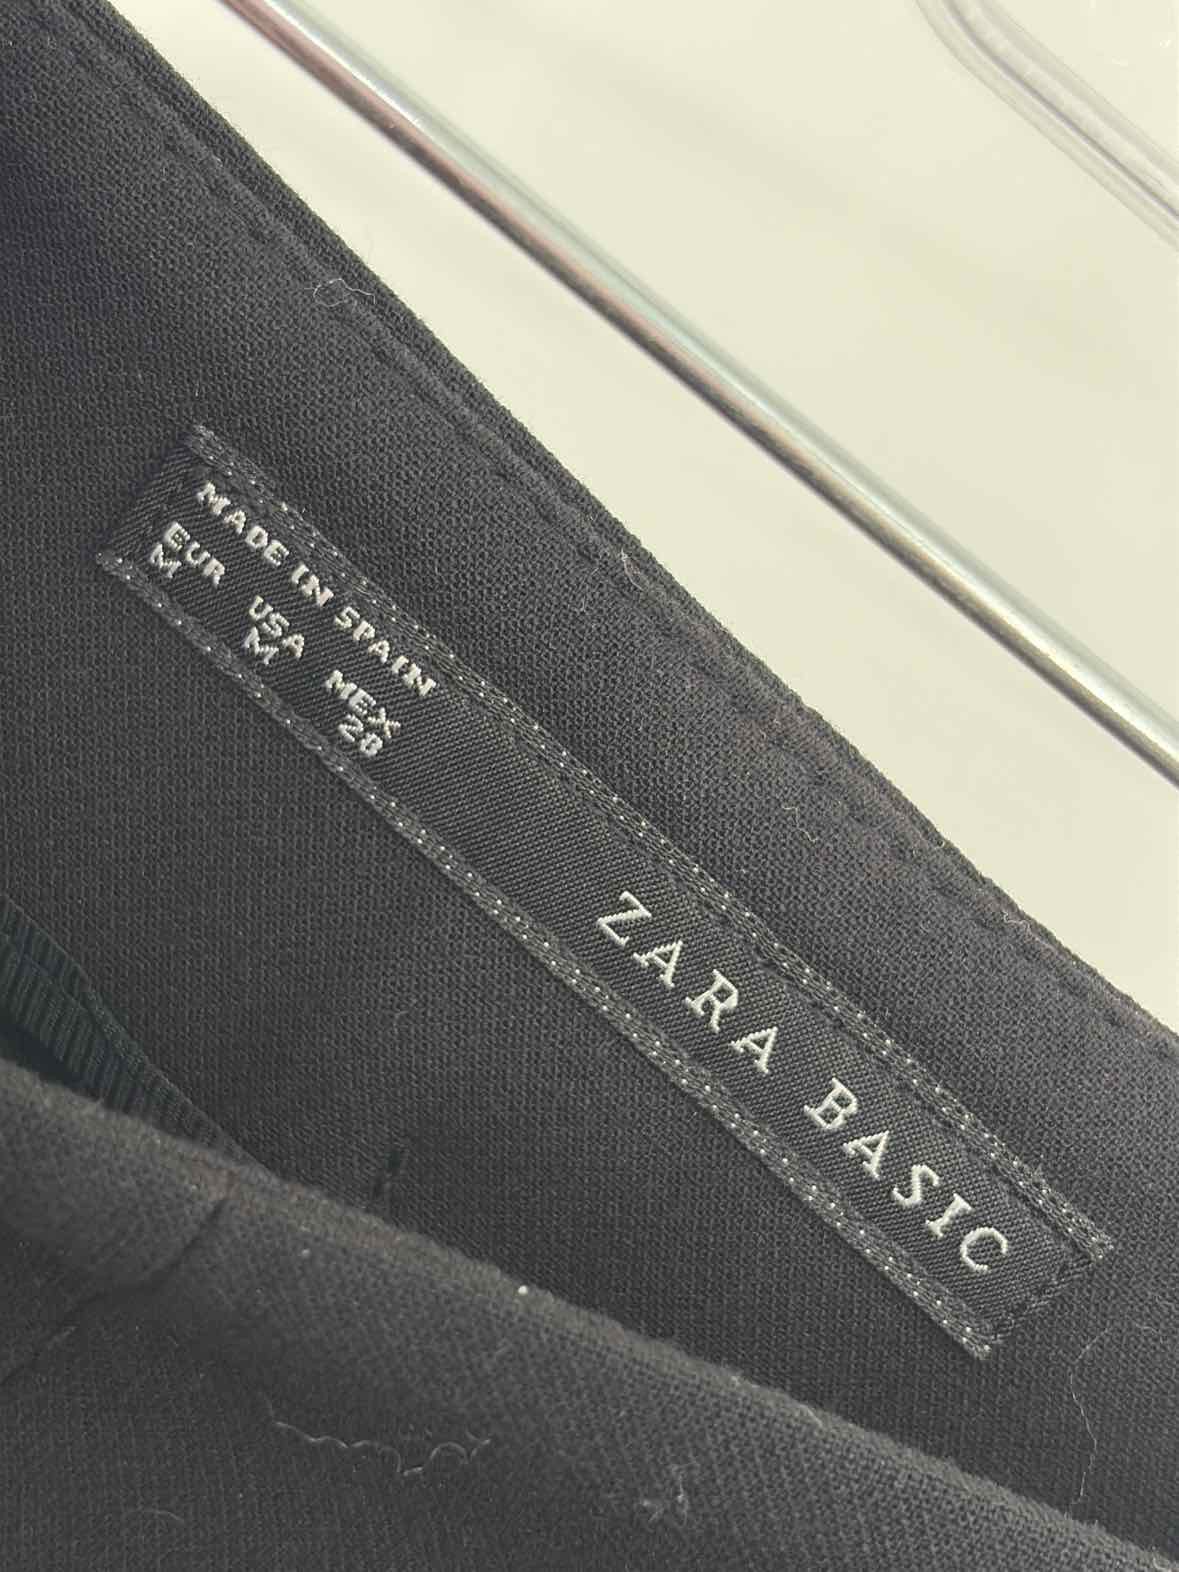 MADE IN SPAIN
EUR USA MEX
M M 28
ZARA BASIC